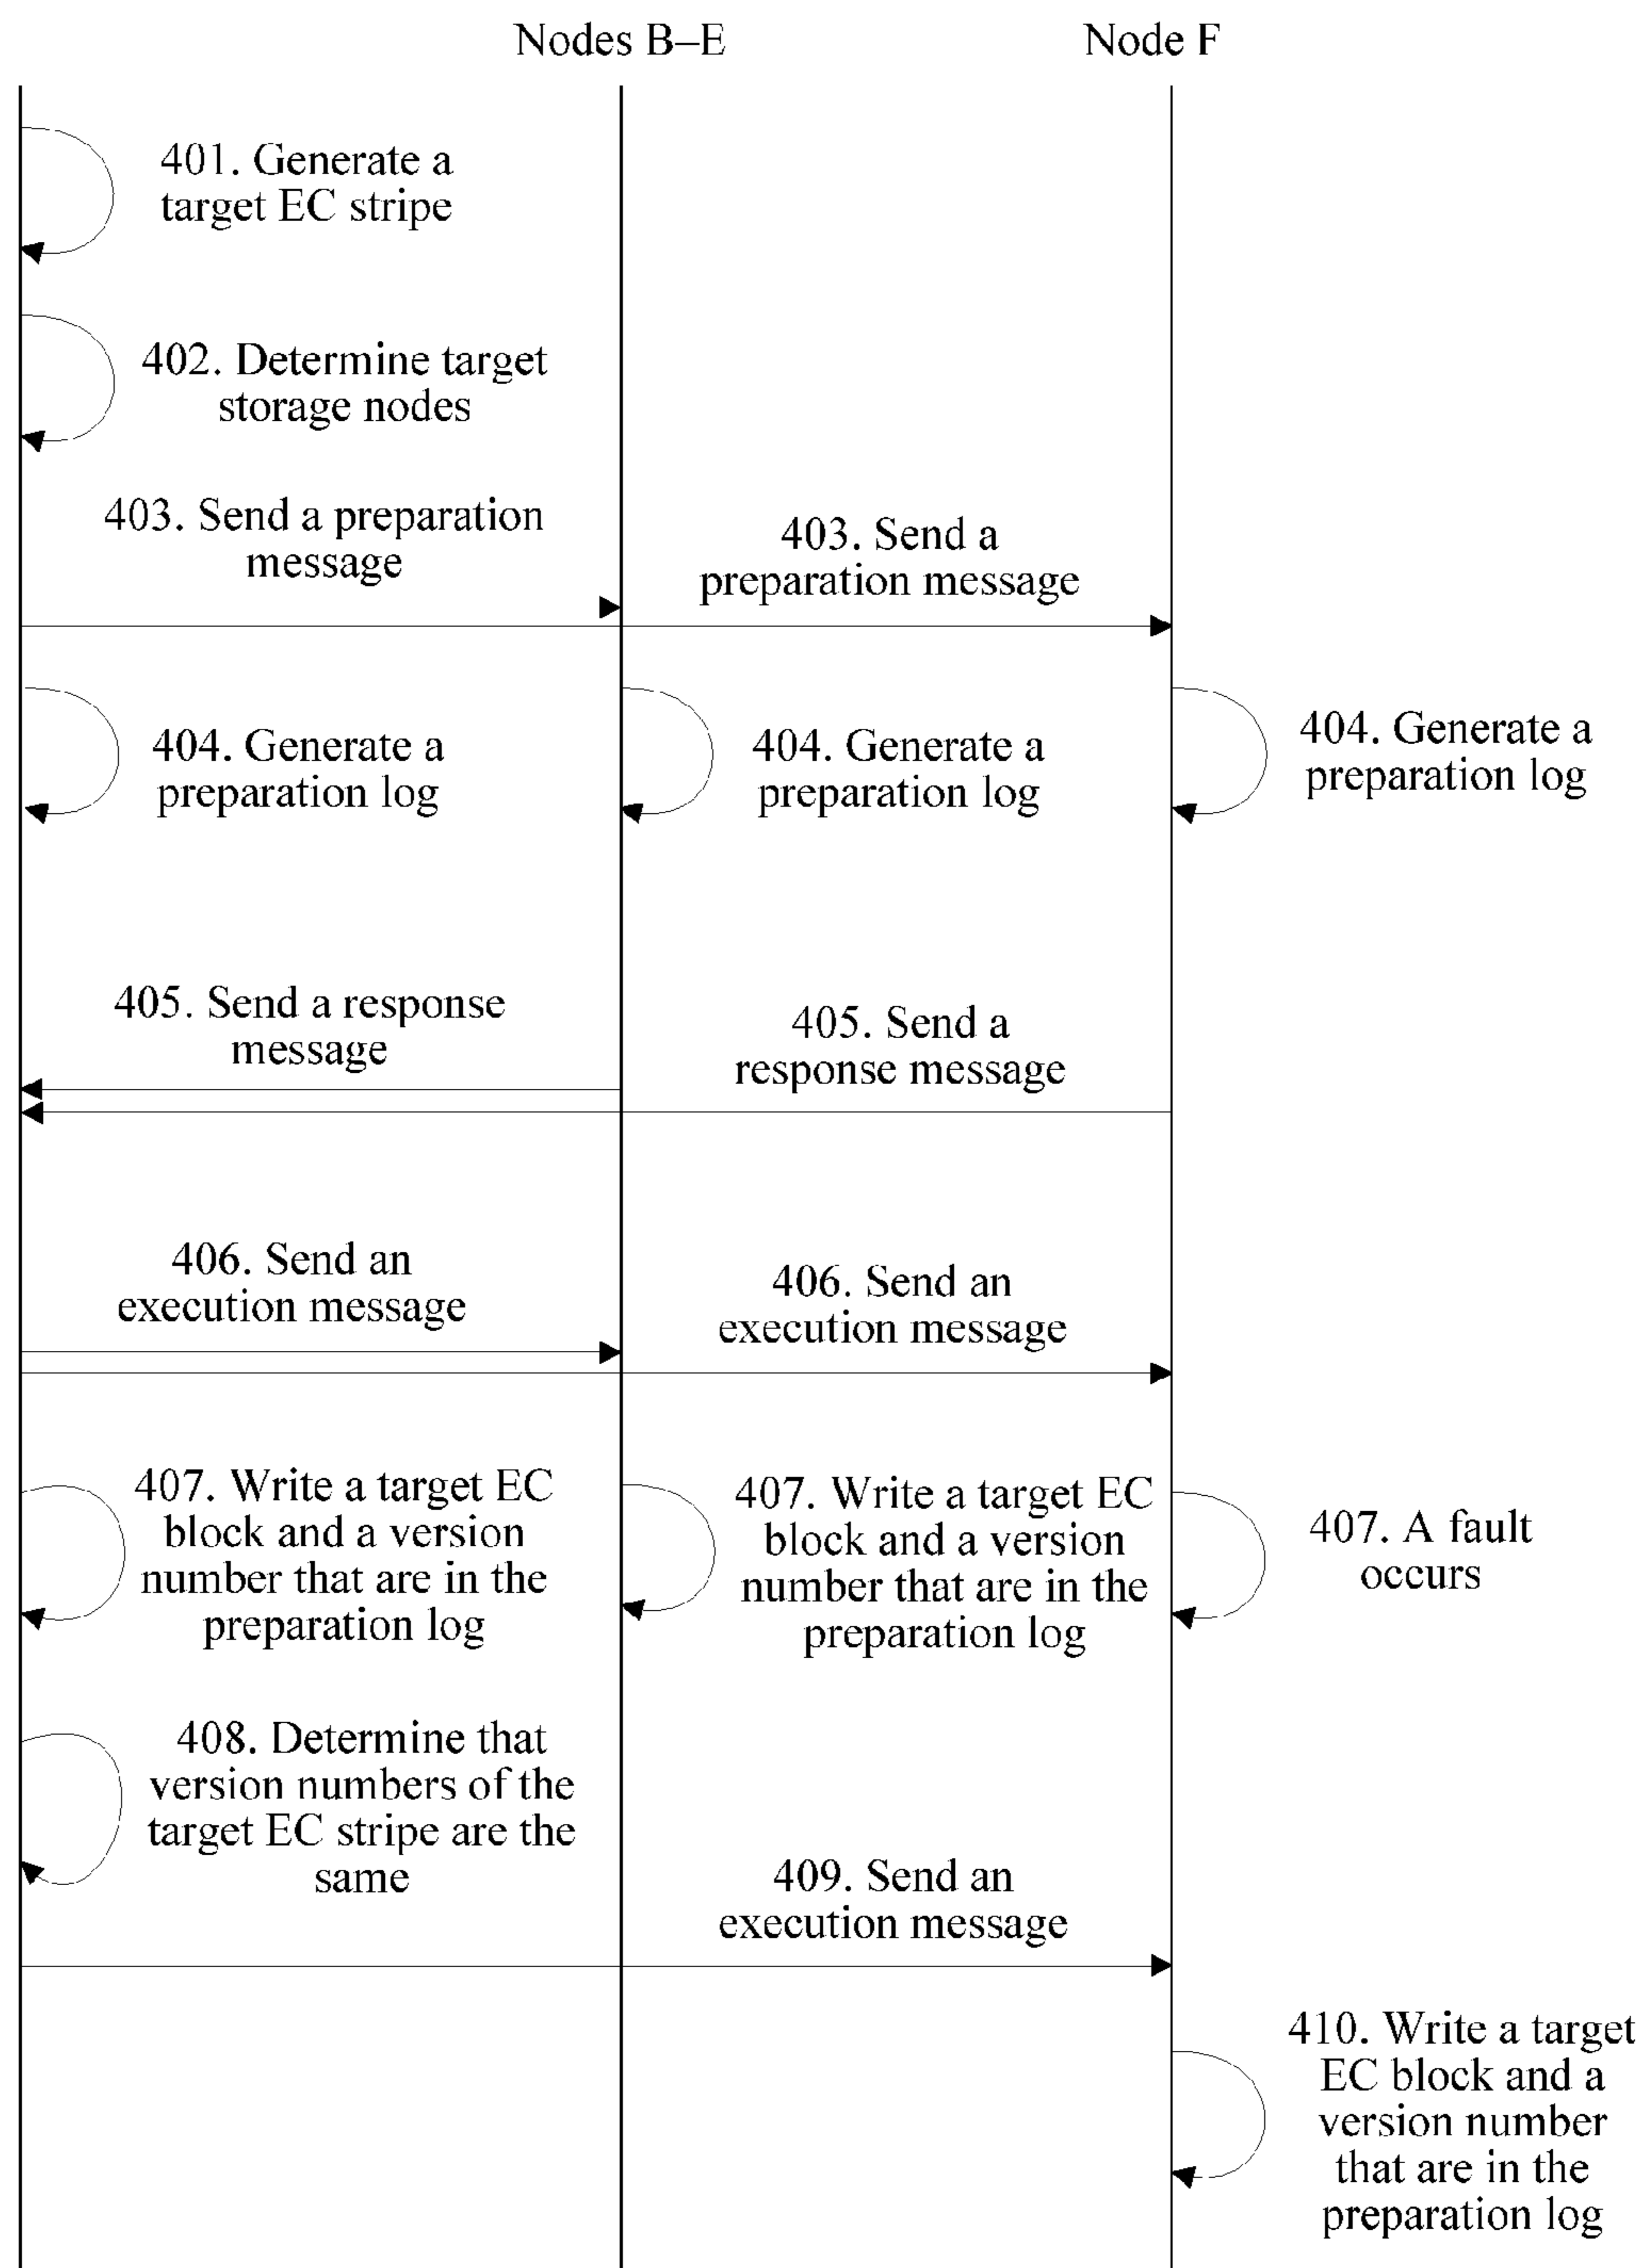 Nodes B–E
Node F
401. Generate a
target EC stripe
402. Determine target
storage nodes
403. Send a preparation
message
403. Send a
preparation message
404. Generate a
preparation log
404. Generate a
preparation log
404. Generate a
preparation log
405. Send a response
message
405. Send a
response message
406. Send an
execution message
406. Send an
execution message
407. Write a target EC
block and a version
number that are in the
preparation log
407. Write a target EC
block and a version
number that are in the
preparation log
407. A fault
occurs
408. Determine that
version numbers of the
target EC stripe are the
same
409. Send an
execution message
410. Write a target
EC block and a
version number
that are in the
preparation log